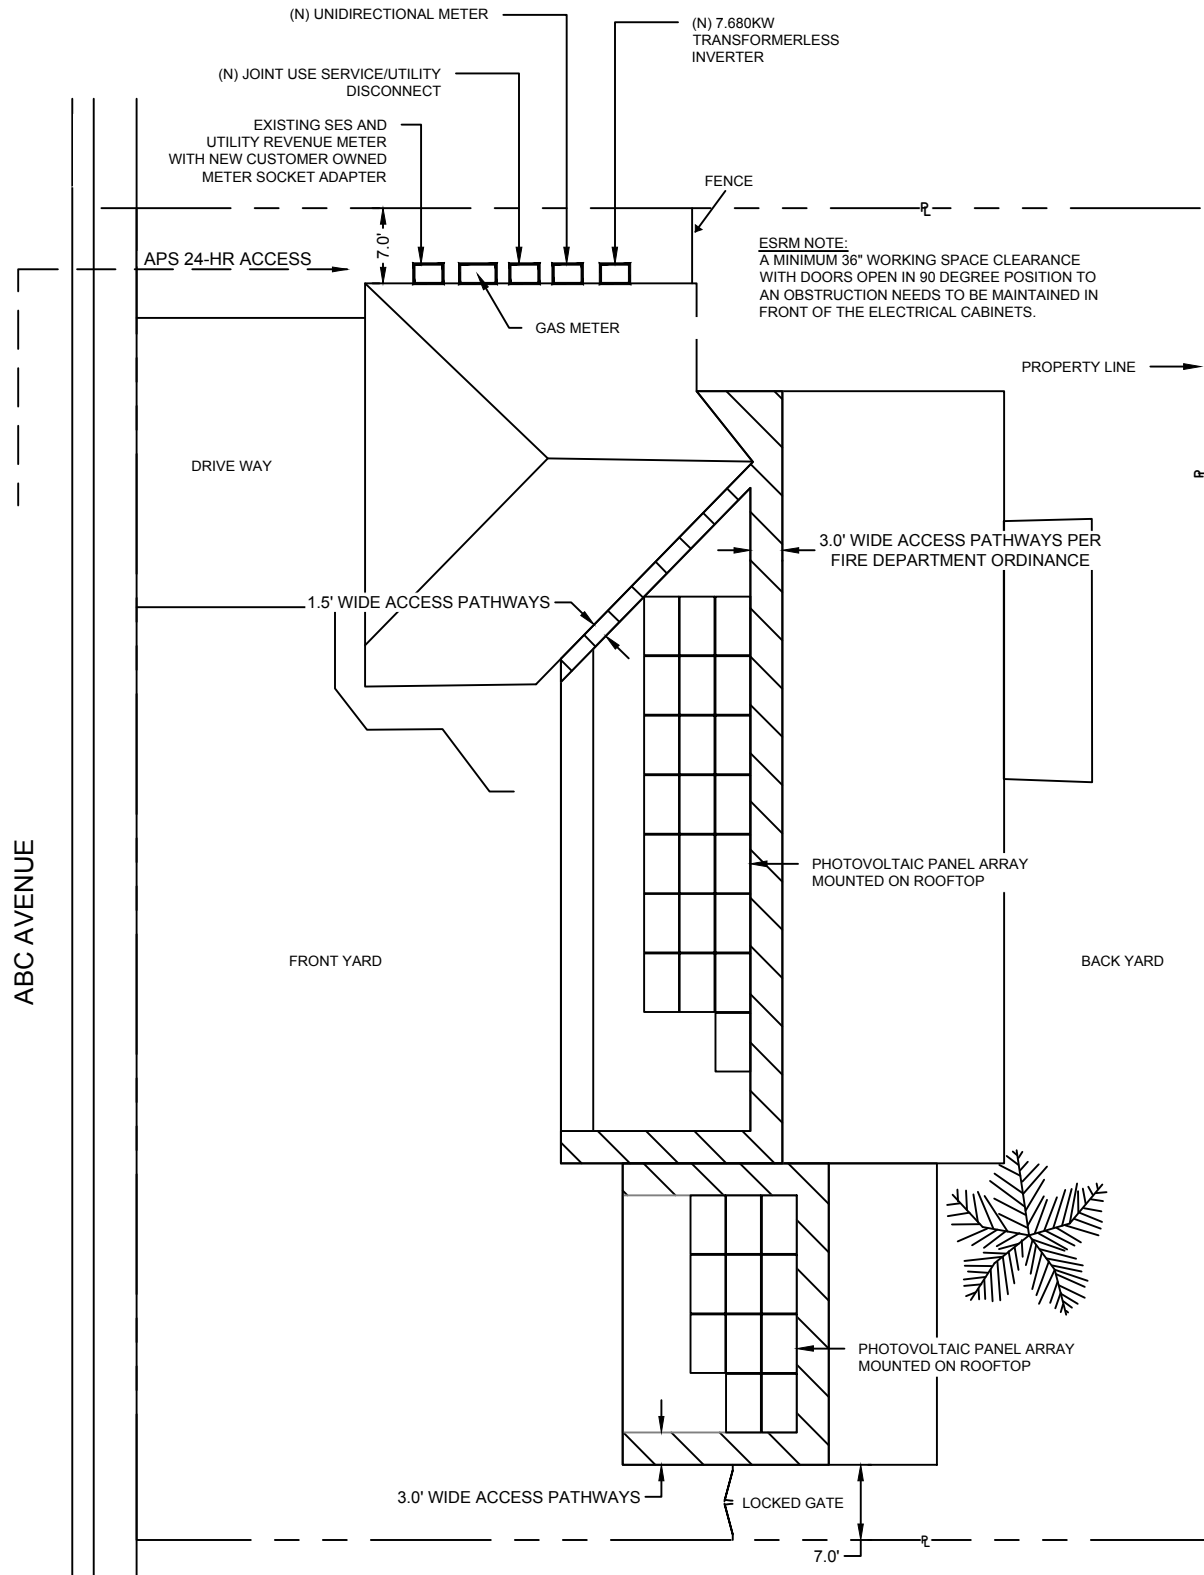 (N) UNIDIRECTIONAL METER
(N) 7.680KW
TRANSFORMERLESS
INVERTER
(N) JOINT USE SERVICE/UTILITY
DISCONNECT
EXISTING SES AND
UTILITY REVENUE METER
WITH NEW CUSTOMER OWNED
METER SOCKET ADAPTER
FENCE
PL
7.0'
APS 24-HR ACCESS
ESRM NOTE:
A MINIMUM 36" WORKING SPACE CLEARANCE
WITH DOORS OPEN IN 90 DEGREE POSITION TO
AN OBSTRUCTION NEEDS TO BE MAINTAINED IN
FRONT OF THE ELECTRICAL CABINETS.
GAS METER
PROPERTY LINE
DRIVE WAY
PL
3.0' WIDE ACCESS PATHWAYS PER
FIRE DEPARTMENT ORDINANCE
1.5' WIDE ACCESS PATHWAYS
PHOTOVOLTAIC PANEL ARRAY
MOUNTED ON ROOFTOP
ABC AVENUE
FRONT YARD
BACK YARD
PHOTOVOLTAIC PANEL ARRAY
MOUNTED ON ROOFTOP
3.0' WIDE ACCESS PATHWAYS
LOCKED GATE
PL
7.0'